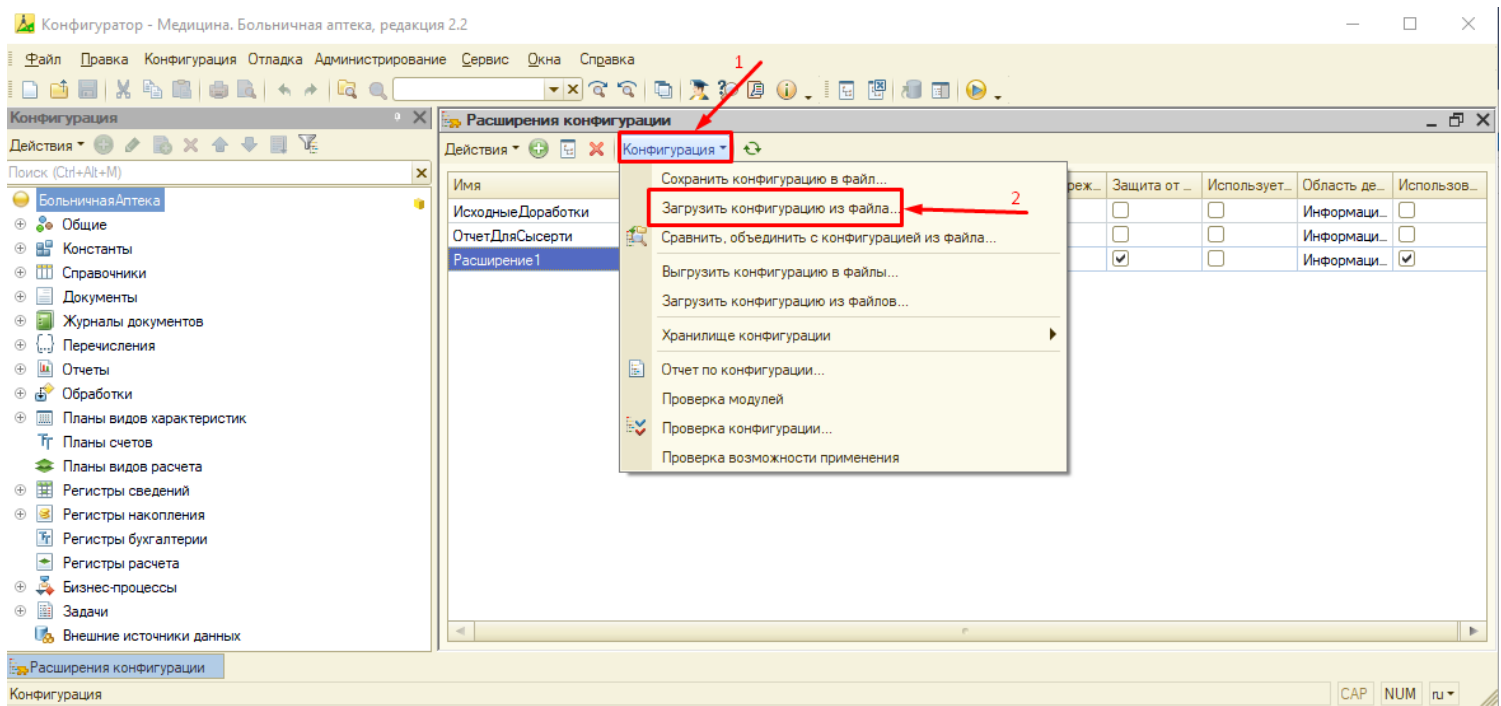 Конфигуратор - Медицина. Больничная аптека, редакция 2.2
Файл Правка Конфигурация Отладка Администрирование Сервис Окна Справка
1
Конфигурация
Действия
Поиск (Ctrl+Alt+M)
БольничнаяАптека
Общие
Константы
Справочники
Документы
Журналы документов
Перечисления
Отчеты
Обработки
Планы видов характеристик
Планы счетов
Планы видов расчета
Регистры сведений
Регистры накопления
Регистры бухгалтерии
Регистры расчета
Бизнес-процессы
Задачи
Внешние источники данных
Расширения конфигурации
Действия Конфигурация
Имя реж... Защита от ... Использует... Область де... Использов...
ИсходныеДоработки Информаци...
ОтчетДляСысерти Информаци...
Расширение1 Информаци...
Сохранить конфигурацию в файл...
Загрузить конфигурацию из файла...
2
Сравнить, объединить с конфигурацией из файла...
Выгрузить конфигурацию в файлы...
Загрузить конфигурацию из файлов...
Хранилище конфигурации
Отчет по конфигурации...
Проверка модулей
Проверка конфигурации...
Проверка возможности применения
Расширения конфигурации
Конфигурация CAP NUM ru